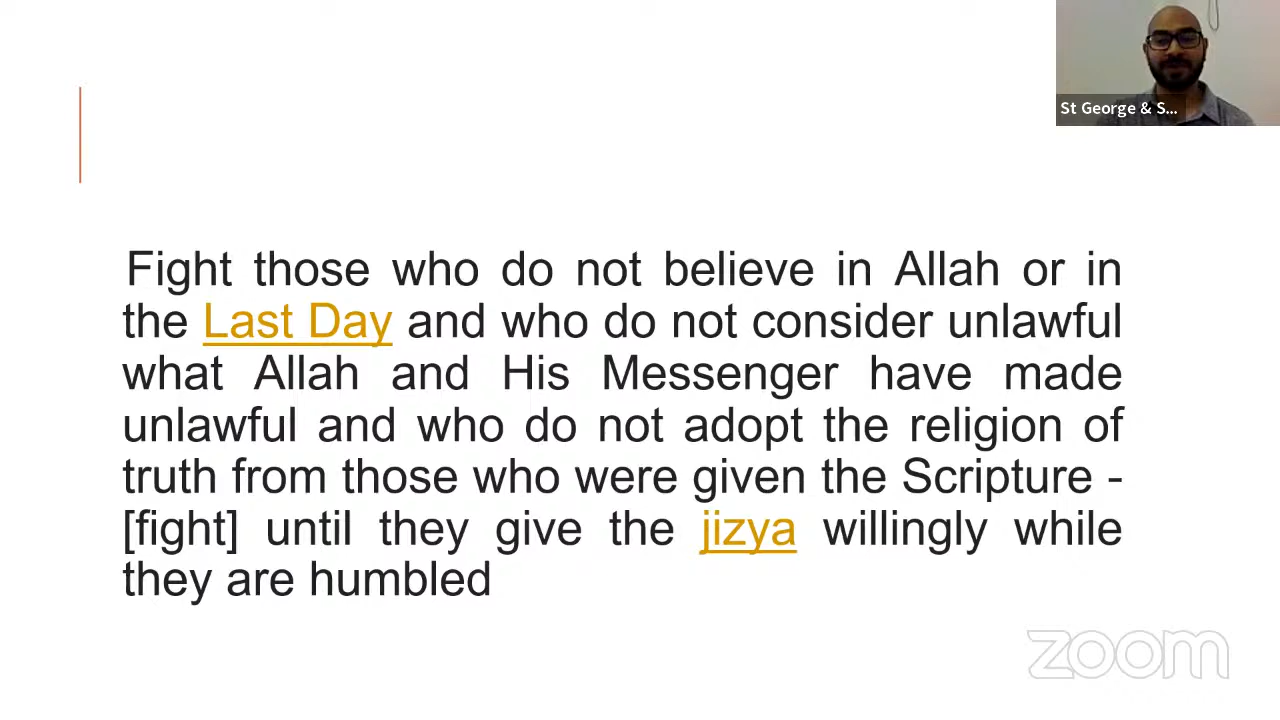 St George & S...
Fight those who do not believe in Allah or in
the Last Day and who do not consider unlawful
what Allah and His Messenger have made
unlawful and who do not adopt the religion of
truth from those who were given the Scripture -
[fight] until they give the jizya willingly while
they are humbled
zoom